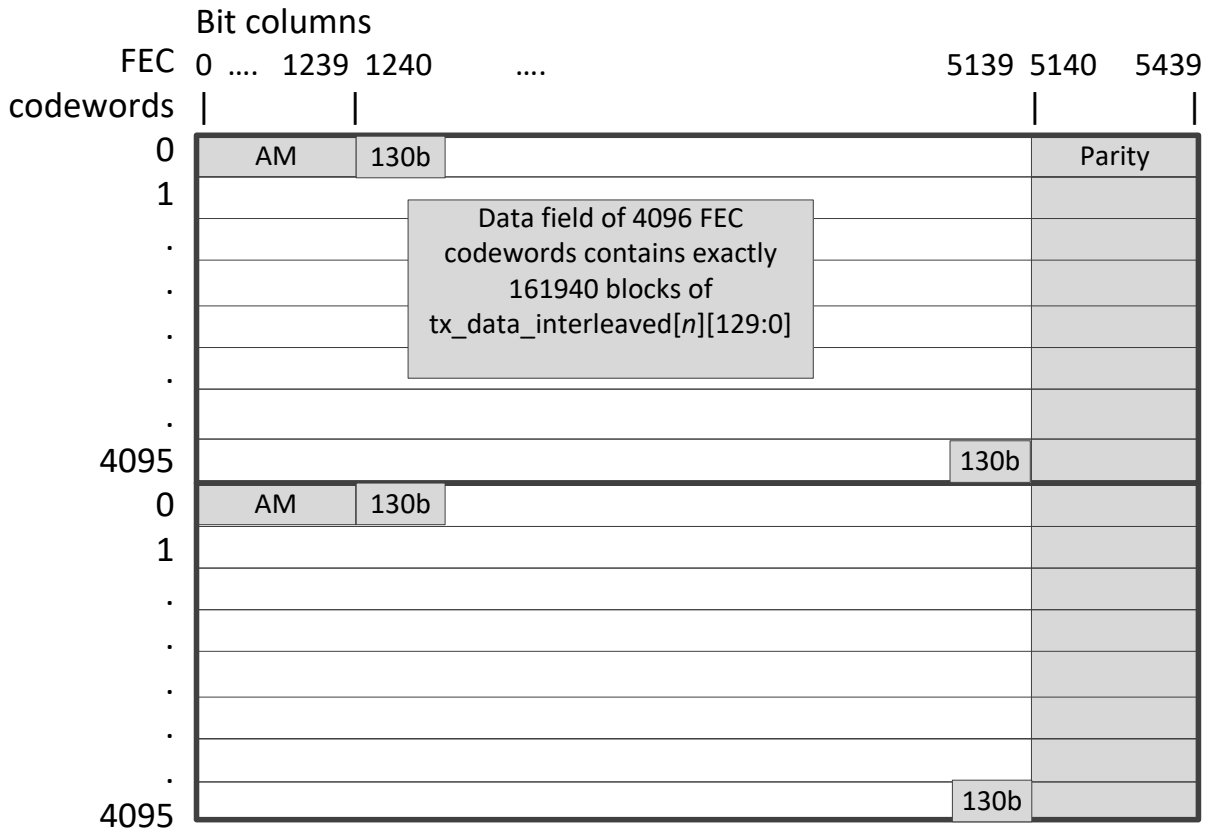 Bit columns
FEC 0 .... 1239 1240 .... 5139 5140 5439
codewords | | | |
0 AM 130b Parity
1
Data field of 4096 FEC
. codewords contains exactly
. 161940 blocks of
. tx_data_interleaved[n][129:0]
.
.
4095 130b
0 AM 130b
1
.
.
.
.
.
4095 130b